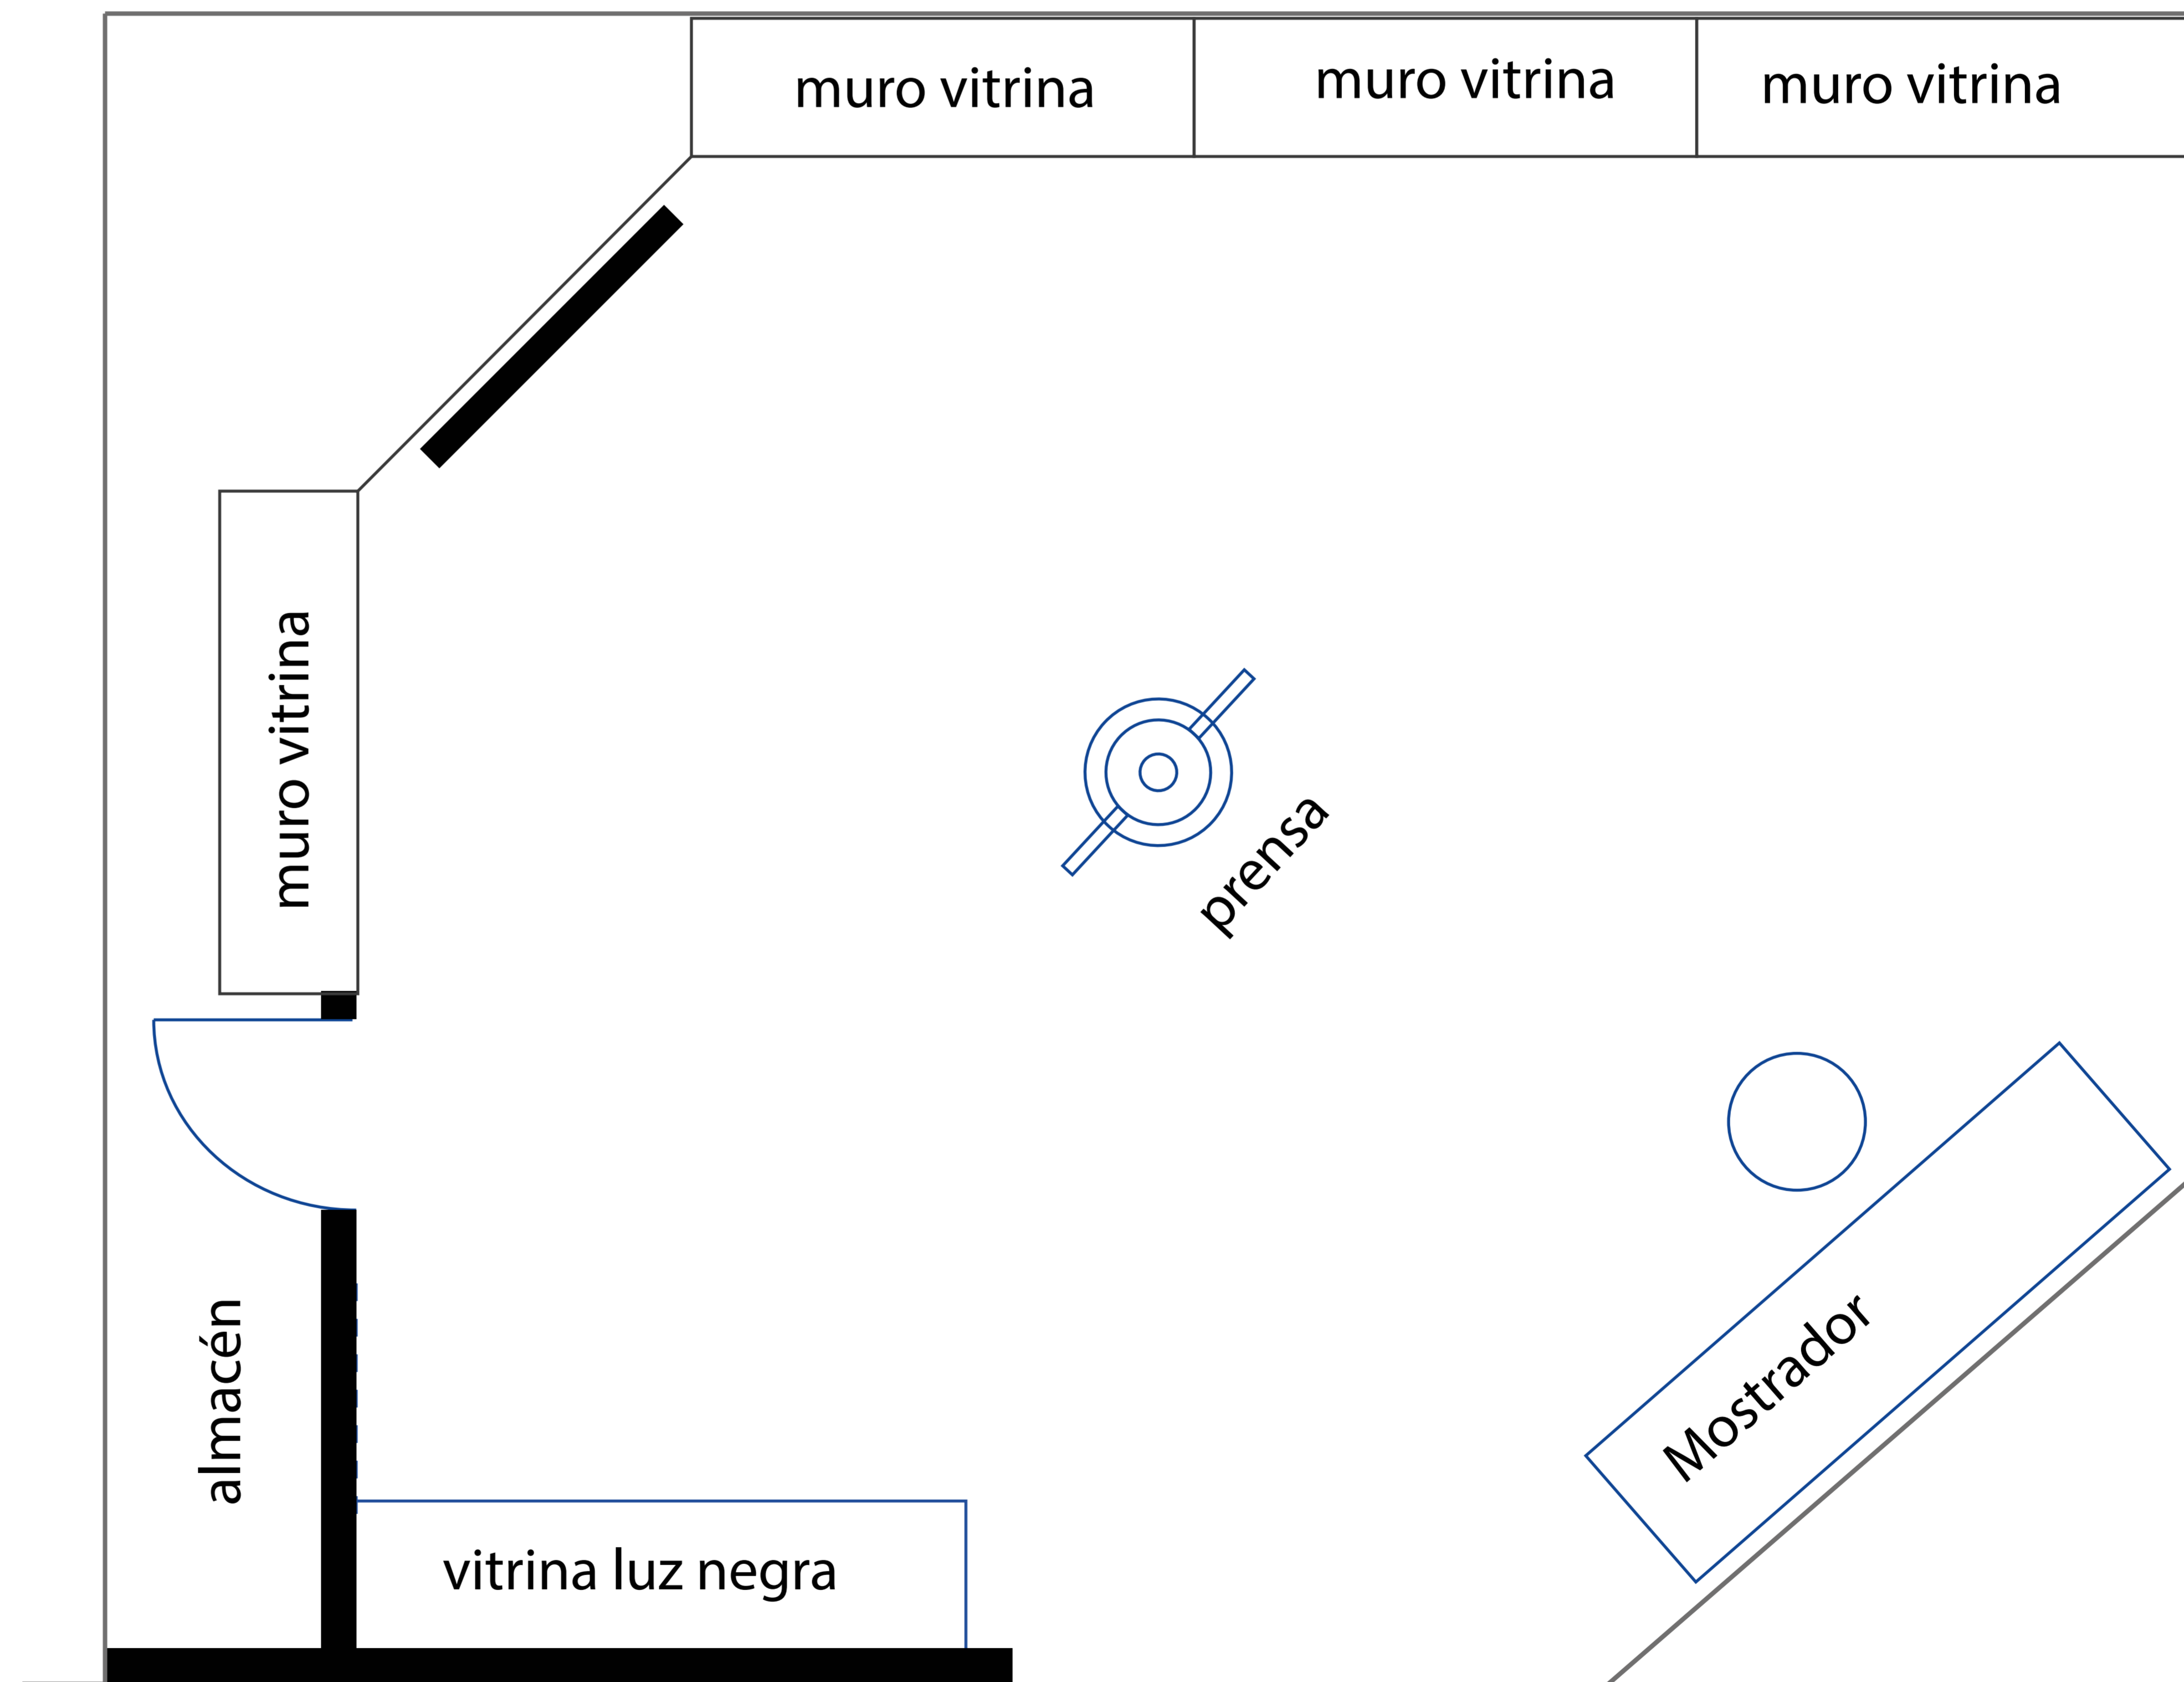 muro vitrina
muro vitrina
muro vitrina
muro vitrina
prensa
Mostrador
almacén
vitrina luz negra